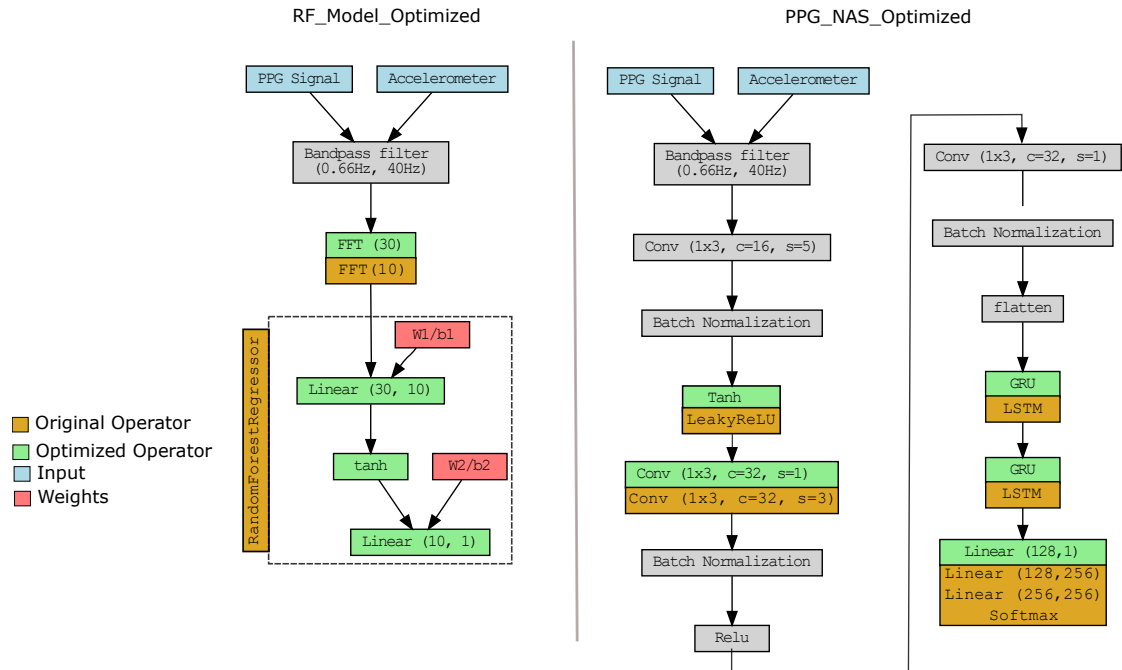 RF_Model_Optimized
PPG Signal
Accelerometer
Bandpass filter
(0.66Hz, 40Hz)
FFT (30)
FFT(10)
RandomForestRegressor
W1/b1
Linear (30, 10)
tanh
W2/b2
Linear (10, 1)
Original Operator
Optimized Operator
Input
Weights
PPG_NAS_Optimized
PPG Signal
Accelerometer
Bandpass filter
(0.66Hz, 40Hz)
Conv (1x3, c=16, s=5)
Batch Normalization
Tanh
LeakyReLU
Conv (1x3, c=32, s=1)
Conv (1x3, c=32, s=3)
Batch Normalization
Relu
Conv (1x3, c=32, s=1)
Batch Normalization
flatten
GRU
LSTM
GRU
LSTM
Linear (128,1)
Linear (128,256)
Linear (256,256)
Softmax